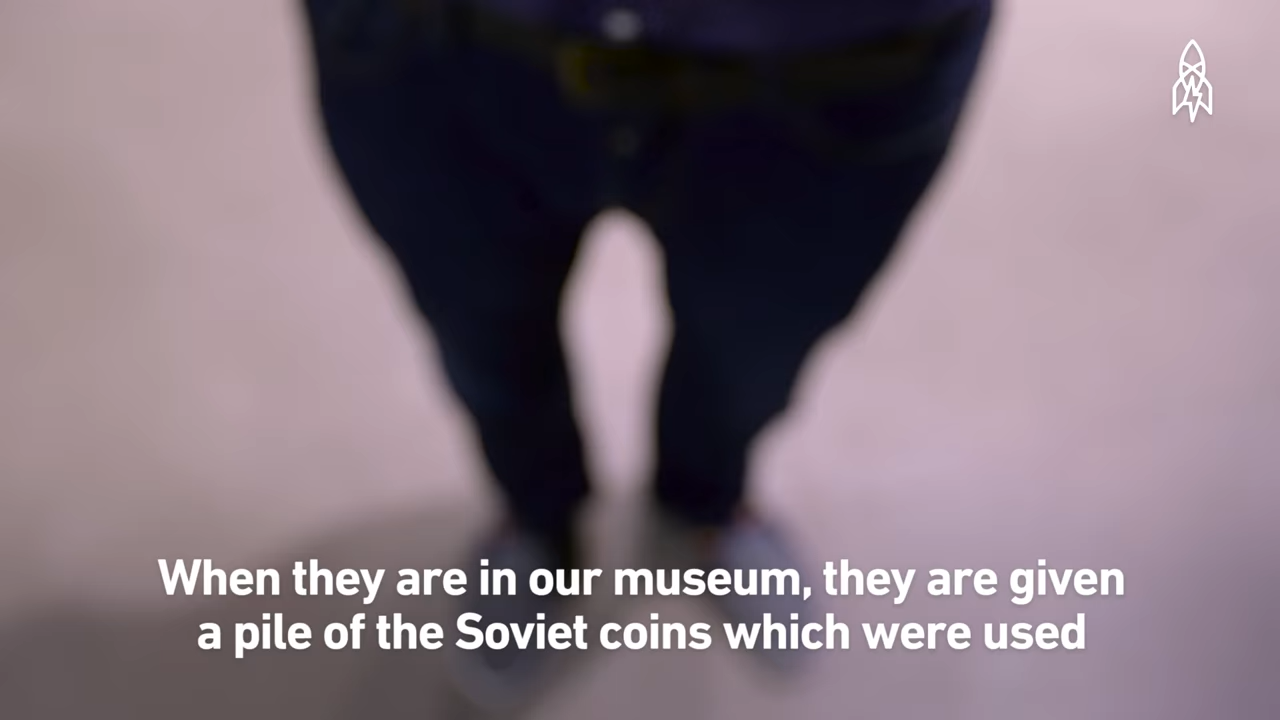 When they are in our museum, they are given
a pile of the Soviet coins which were used